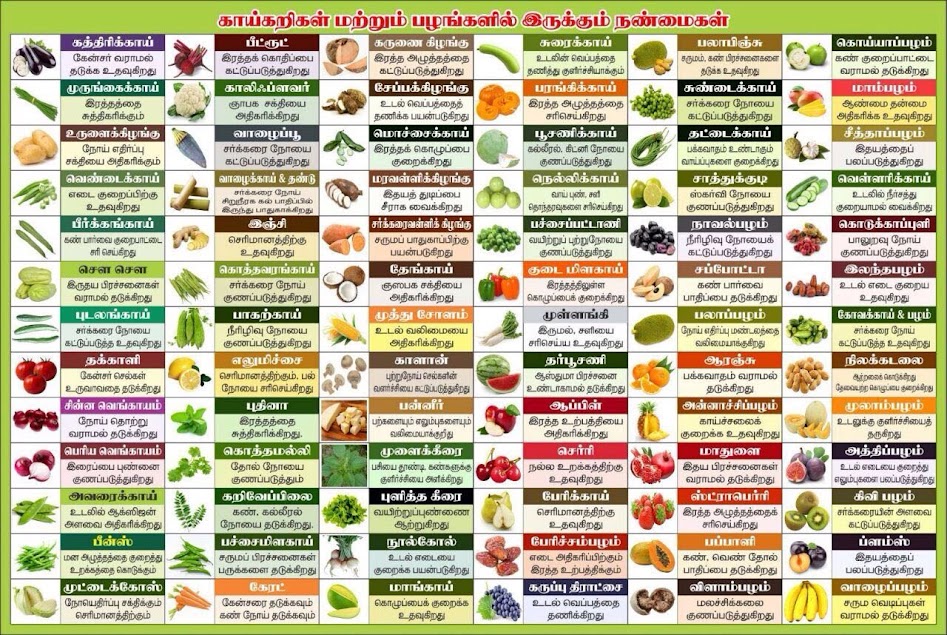 காய்கறிகள் மற்றும் பழங்களில் இருக்கும் நன்மைகள்
கத்திரிக்காய்
கேன்சர் வராமல்
தடுக்க உதவுகிறது
பீட்ரூட்
இரத்தக் கொதிப்பை
கட்டுப்படுத்துகிறது
கருணை கிழங்கு
இரத்த அழுத்தத்தை
கட்டுப்படுத்துகிறது
சுரைக்காய்
உடலின் வெப்பத்தை
தணித்து குளிர்ச்சியாக்கும்
பலாபிஞ்சு
சருமம், கண் பிரச்சனைகளை
தடுக்க உதவுகிறது
கொய்யாப்பழம்
கண் குறைபாட்டை
வராமல் தடுக்கிறது
முருங்கைக்காய்
இரத்தத்தை
சுத்திகரிக்கும்
காலிஃப்ளவர்
ஞாபக சக்தியை
அதிகரிக்கிறது
சேப்பக்கிழங்கு
உடல் வெப்பத்தைத்
தணிக்க பயன்படுகிறது
பரங்கிக்காய்
இரத்த அழுத்தத்தை
சரிசெய்கிறது
சுண்டைக்காய்
சர்க்கரை நோயை
கட்டுப்படுத்துகிறது
மாம்பழம்
ஆண்மை தன்மை
அதிகரிக்க உதவுகிறது
உருளைக்கிழங்கு
நோய் எதிர்ப்பு
சக்தியை அதிகரிக்கும்
வாழைப்பூ
சர்க்கரை நோயை
கட்டுப்படுத்துகிறது
மொச்சைக்காய்
இரத்தக் கொழுப்பை
குறைக்கிறது
பூசணிக்காய்
கல்லீரல், கிட்னி நோயை
குணப்படுத்துகிறது
தட்டைக்காய்
பக்கவாதம் உண்டாகும்
வாய்ப்புகளை குறைக்கிறது
சீத்தாப்பழம்
இதயத்தைப்
பலப்படுத்துகிறது
வெண்டைக்காய்
எடை குறைப்பிற்கு
உதவுகிறது
வாழைக்காய் & தண்டு
சர்க்கரை நோய்
சிறுநீரக கல் பாதிப்பில்
இருந்து பாதுகாக்கிறது
மரவள்ளிக்கிழங்கு
இதயத் துடிப்பை
சீராக வைக்கிறது
நெல்லிக்காய்
வாய் புண், சளி
தொந்தரவுகளை சரிசெய்கிறது
சாத்துக்குடி
ஸ்கர்வி நோயை
குணப்படுத்துகிறது
வெள்ளரிக்காய்
உடலில் நீர்சத்து
குறையாமல் வைக்கிறது
பீர்க்கங்காய்
கண் பார்வை குறைபாட்டை
சரி செய்கிறது
இஞ்சி
செரிமானத்திற்கு
உதவுகிறது
சர்க்கரைவள்ளிக் கிழங்கு
சருமப் பாதுகாப்பிற்கு
பயன்படுகிறது
பச்சைப்பட்டாணி
வயிற்றுப் புற்றுநோயை
குணப்படுத்துகிறது
நாவல்பழம்
நீரிழிவு நோயைக்
கட்டுப்படுத்துகிறது
கொடுக்காப்புளி
பாலுறவு நோய்
குணப்படுத்துகிறது
சௌ சௌ
இருதய பிரச்சனைகள்
வராமல் தடுக்கிறது
கொத்தவரங்காய்
சர்க்கரை நோய்
குணப்படுத்துகிறது
தேங்காய்
ஞாபக சக்தியை
அதிகரிக்கிறது
குடை மிளகாய்
இரத்தத்திலுள்ள
கொழுப்பைக் குறைக்கிறது
சப்போட்டா
கண் பார்வை
பாதிப்பை தடுக்கிறது
இலந்தபழம்
உடல் எடை குறைய
உதவுகிறது
புடலங்காய்
சர்க்கரை நோயை
கட்டுப்படுத்த உதவுகிறது
பாகற்காய்
நீரிழிவு நோயை
குணப்படுத்துகிறது
முத்து சோளம்
உடல் வலிமையை
அதிகரிக்கிறது
முள்ளங்கி
இருமல், சளியை
சரிசெய்ய உதவுகிறது
பலாப்பழம்
நோய் எதிர்ப்பு மண்டலத்தை
வலிமையாக்குகிறது
கோவக்காய் & பழம்
சர்க்கரை நோய்
கட்டுப்படுத்த உதவுகிறது
தக்காளி
கேன்சர் செல்கள்
உருவாவதை தடுக்கிறது
எலுமிச்சை
செரிமானத்திற்கும், பல்
நோயை சரிசெய்கிறது
காளான்
புற்றுநோய் செல்களின்
வளர்ச்சியை கட்டுப்படுத்துகிறது
தர்பூசணி
ஆஸ்துமா பிரச்சனை
உண்டாகாமல் தடுக்கிறது
ஆரஞ்சு
பக்கவாதம் வராமல்
தடுக்கிறது
நிலக்கடலை
ஆற்றலைக் கொடுக்கிறது
தேவையற்ற கொழுப்பை குறைக்கிறது
சின்ன வெங்காயம்
நோய் தொற்று
வராமல் தடுக்கிறது
புதினா
இரத்தத்தை
சுத்திகரிக்கிறது.
பன்னீர்
பற்களையும் எலும்புகளையும்
வலிமையாக்குகிறது
ஆப்பிள்
இரத்த உற்பத்தியை
அதிகரிக்கிறது
அன்னாச்சிப்பழம்
காய்ச்சலைக்
குறைக்க உதவுகிறது
முலாம்பழம்
உடலுக்கு குளிர்ச்சியைத்
தருகிறது
பெரிய வெங்காயம்
இரைப்பை புண்ணை
குணப்படுத்துகிறது
கொத்தமல்லி
தோல் நோயை
குணப்படுத்தும்
முளைக்கீரை
பசியை தூண்டி, கண்களுக்கு
குளிர்ச்சியை அளிக்கிறது
செர்ரி
நல்ல உறக்கத்திற்கு
உதவுகிறது
மாதுளை
இதய பிரச்சனைகள்
வராமல் தடுக்கிறது
அத்திப்பழம்
உடல் எடையை குறைத்து
எலும்புகளை பலப்படுத்துகிறது
அவரைக்காய்
உடலில் ஆக்ஸிஜன்
அளவை அதிகரிக்கிறது
கறிவேப்பிலை
கண், கல்லீரல்
நோயை தடுக்கிறது.
புளித்த கீரை
வயிற்றுப்புண்ணை
ஆற்றுகிறது
பேரிக்காய்
செரிமானத்திற்கு
உதவுகிறது
ஸ்ட்ராபெர்ரி
இரத்த அழுத்ததைக்
சரிசெய்கிறது
கிவி பழம்
சர்க்கரையின் அளவை
கட்டுப்படுத்துகிறது
பீன்ஸ்
மன அழுத்தத்தை குறைத்து
உறக்கத்தை கொடுக்கும்
பச்சைமிளகாய்
சருமப் பிரச்சனைகள்
பருக்களை தடுக்கிறது
நூல்கோல்
உடல் எடையை
குறைக்க பயன்படுகிறது
பேரிச்சம்பழம்
எடை அதிகரிப்பிற்கும்
இரத்த உற்பத்திக்கும்
பப்பாளி
கண், வெண் தோல்
பாதிப்பை தடுக்கிறது
ப்ளம்ஸ்
இதயத்தைப்
பலப்படுத்துகிறது
முட்டைக்கோஸ்
நோயெதிர்ப்பு சக்திக்கும்
செரிமானத்திற்கும்
கேரட்
கேன்சரை தடுக்கவும்
கண் நோயை தடுக்கவும்
மாங்காய்
கொழுப்பைக் குறைக்க
உதவுகிறது
கருப்பு திராட்சை
உடல் வெப்பத்தை
தணிக்கிறது
விளாம்பழம்
மலச்சிக்கலை
குணப்படுத்துகிறது
வாழைப்பழம்
சரும வெடிப்புகள்
வராமல் தடுக்கிறது